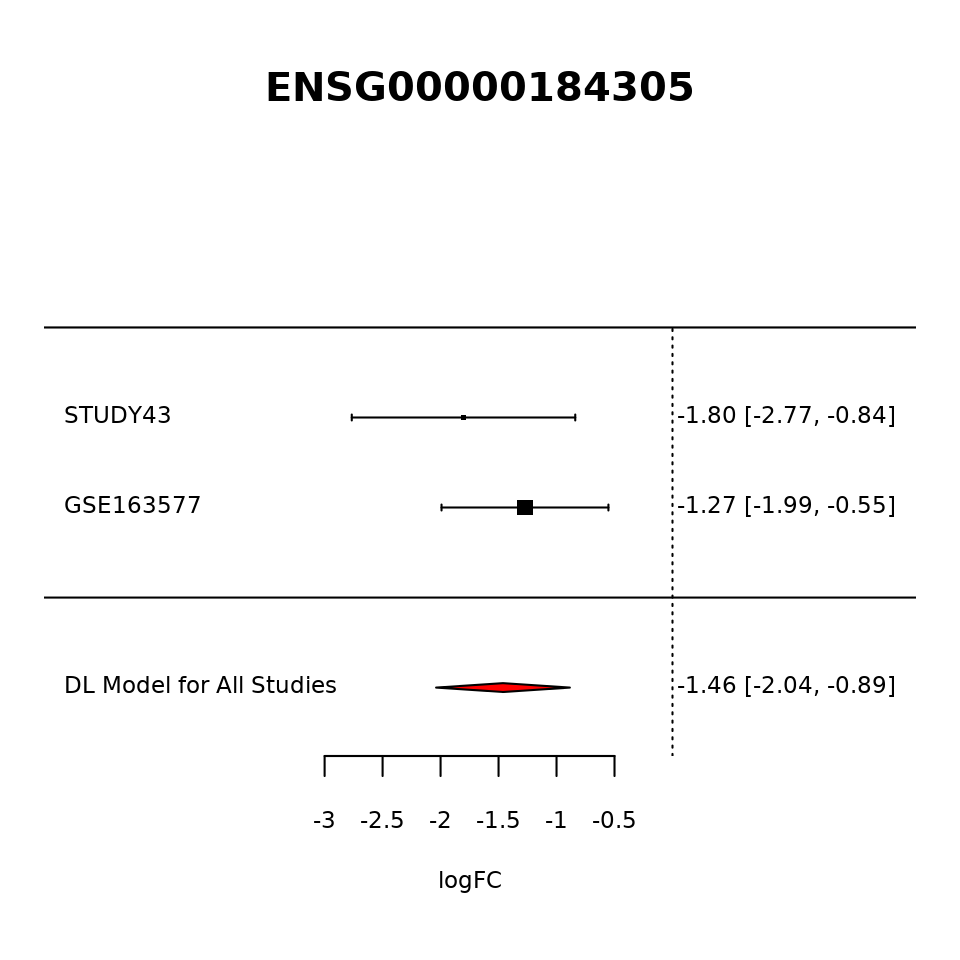 ENSG00000184305
STUDY43 -1.80 [-2.77, -0.84]
GSE163577 -1.27 [-1.99, -0.55]
DL Model for All Studies -1.46 [-2.04, -0.89]
-3 -2.5 -2 -1.5 -1 -0.5
logFC